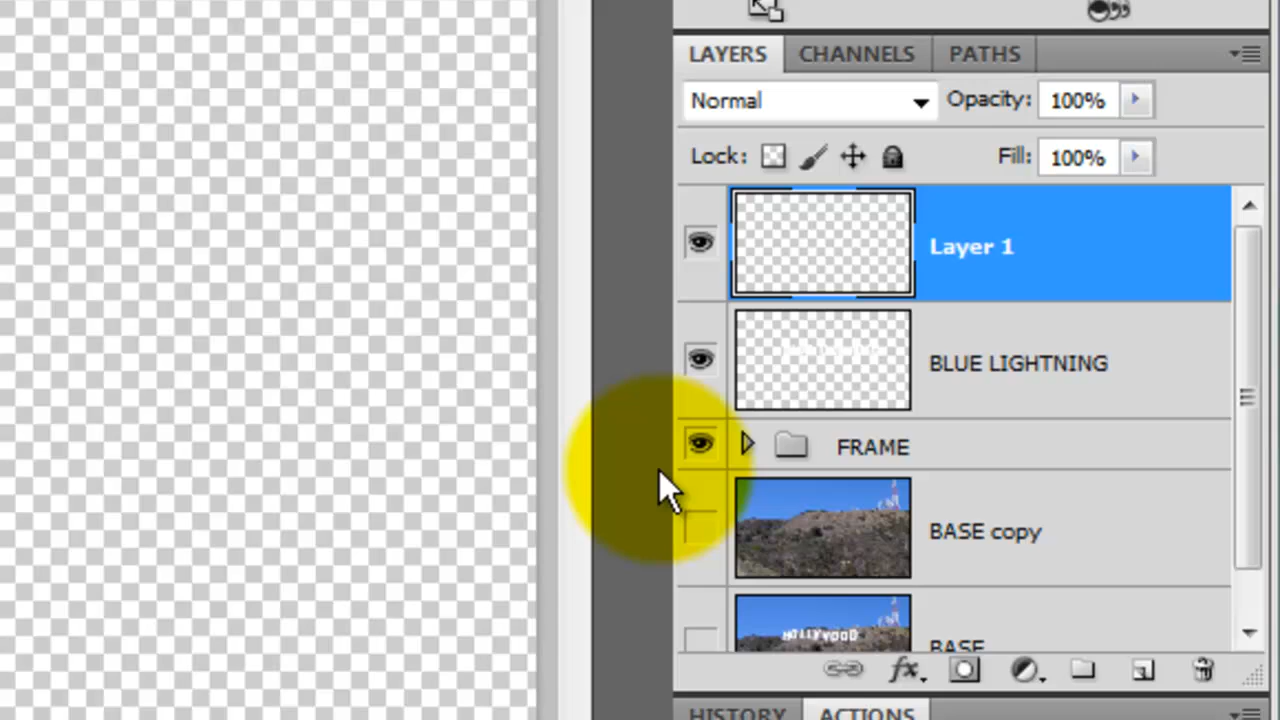 LAYERS CHANNELS PATHS
Normal Opacity: 100%
Lock: Fill: 100%
Layer 1
BLUE LIGHTNING
FRAME
BASE copy
HOLLYWOOD
BASE
HISTORY ACTIONS